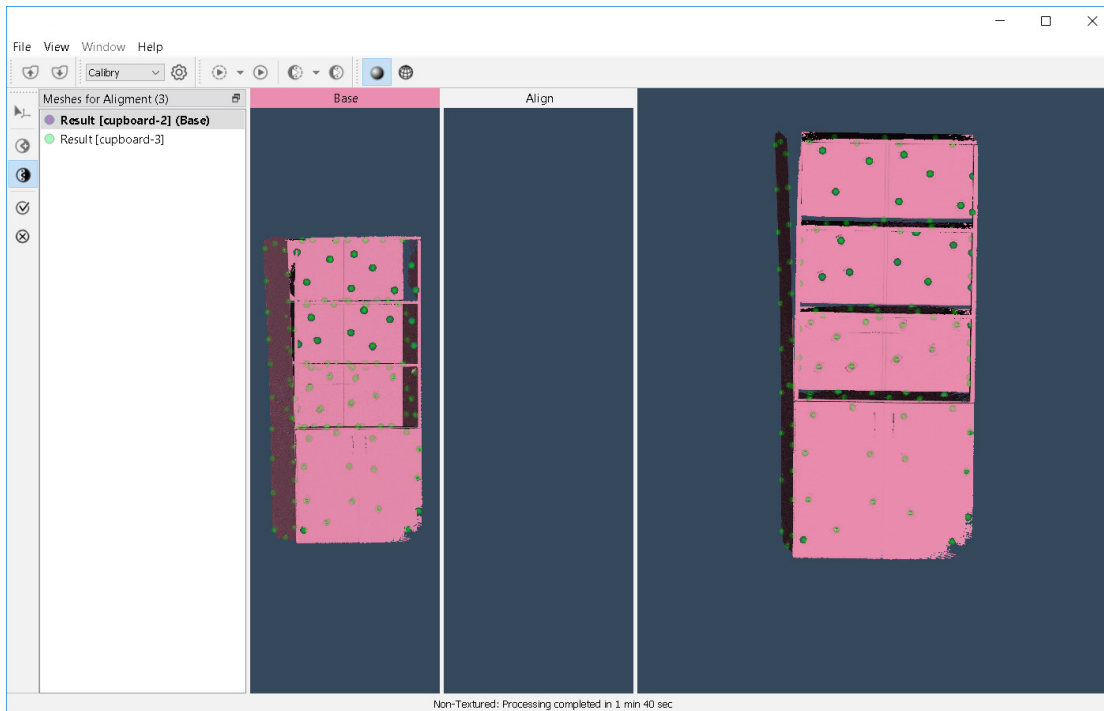 File View Window Help
Calibry
Meshes for Aligment (3)
Base
Align
Result [cupboard-2] (Base)
Result [cupboard-3]
Non-Textured: Processing completed in 1 min 40 sec